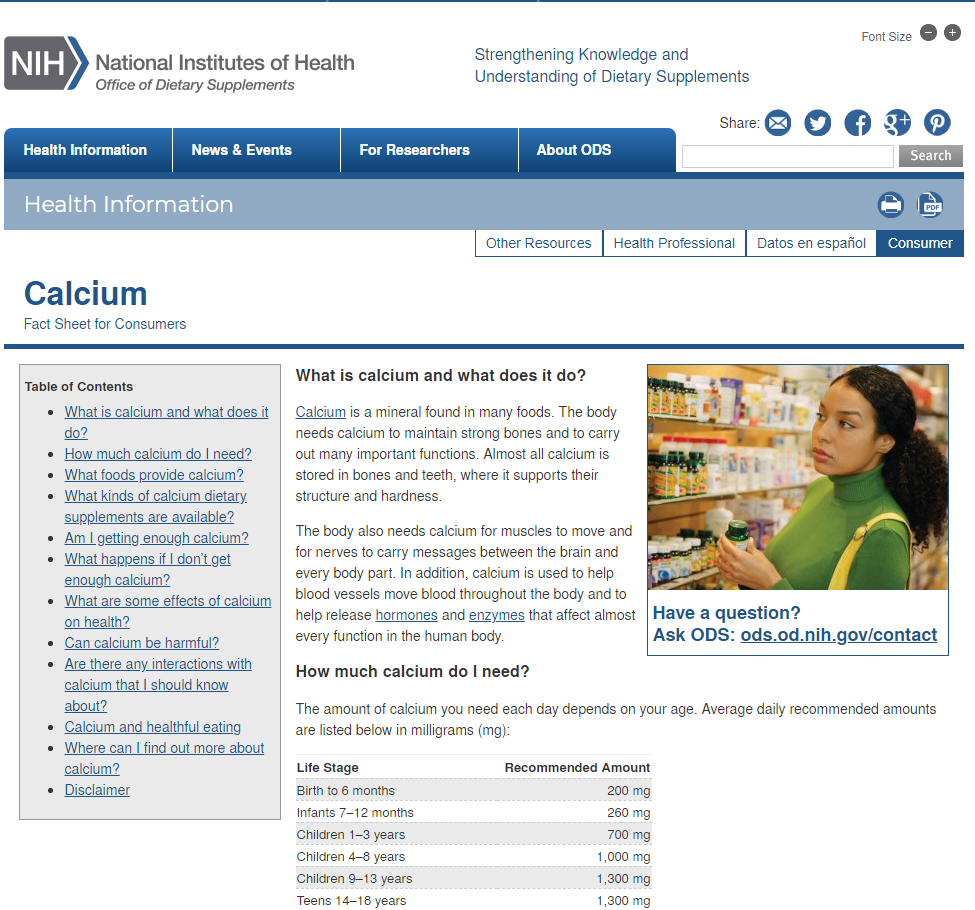 Font Size
NIH
National Institutes of Health
Office of Dietary Supplements
Strengthening Knowledge and
Understanding of Dietary Supplements
Share:
Health Information
News & Events
For Researchers
About ODS
Search
Health Information
PDF
Other Resources
Health Professional
Datos en español
Consumer
Calcium
Fact Sheet for Consumers
Table of Contents
• What is calcium and what does it
do?
• How much calcium do I need?
• What foods provide calcium?
• What kinds of calcium dietary
supplements are available?
• Am I getting enough calcium?
• What happens if I don't get
enough calcium?
• What are some effects of calcium
on health?
• Can calcium be harmful?
• Are there any interactions with
calcium that I should know
about?
• Calcium and healthful eating
• Where can I find out more about
calcium?
• Disclaimer
What is calcium and what does it do?
Calcium is a mineral found in many foods. The body
needs calcium to maintain strong bones and to carry
out many important functions. Almost all calcium is
stored in bones and teeth, where it supports their
structure and hardness.
The body also needs calcium for muscles to move and
for nerves to carry messages between the brain and
every body part. In addition, calcium is used to help
blood vessels move blood throughout the body and to
help release hormones and enzymes that affect almost
every function in the human body.
Have a question?
Ask ODS: ods.od.nih.gov/contact
How much calcium do I need?
The amount of calcium you need each day depends on your age. Average daily recommended amounts
are listed below in milligrams (mg):
Life Stage Recommended Amount
Birth to 6 months 200 mg
Infants 7–12 months 260 mg
Children 1–3 years 700 mg
Children 4–8 years 1,000 mg
Children 9–13 years 1,300 mg
Teens 14–18 years 1,300 mg